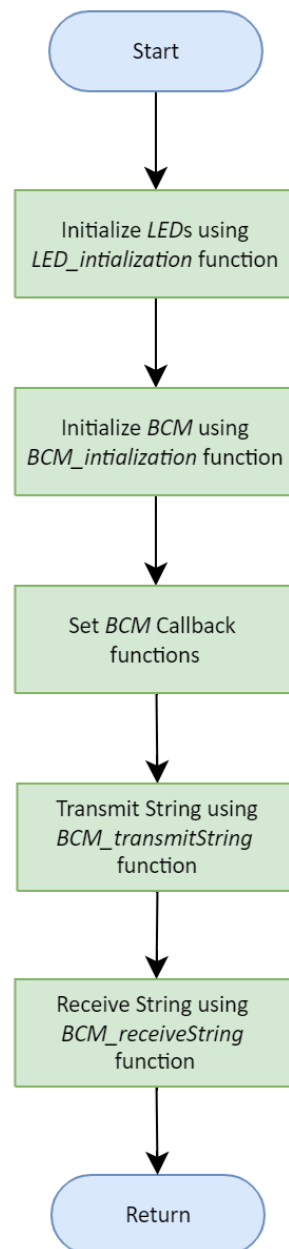 Start
Initialize LEDs using
LED_intialization function
Initialize BCM using
BCM_intialization function
Set BCM Callback
functions
Transmit String using
BCM_transmitString
function
Receive String using
BCM_receiveString
function
Return